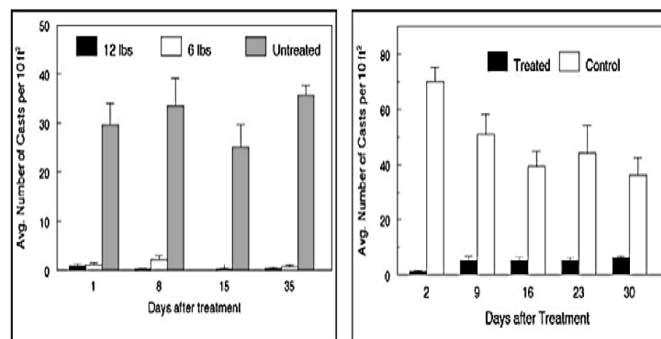 50
40
30
20
10
0
Avg. Number of Casts per 10 ft²
12 lbs 6 lbs Untreated
1 8 15 35
Days after treatment
80
60
40
20
0
Avg. Number of Casts per 10 ft²
Treated Control
2 9 16 23 30
Days after Treatment